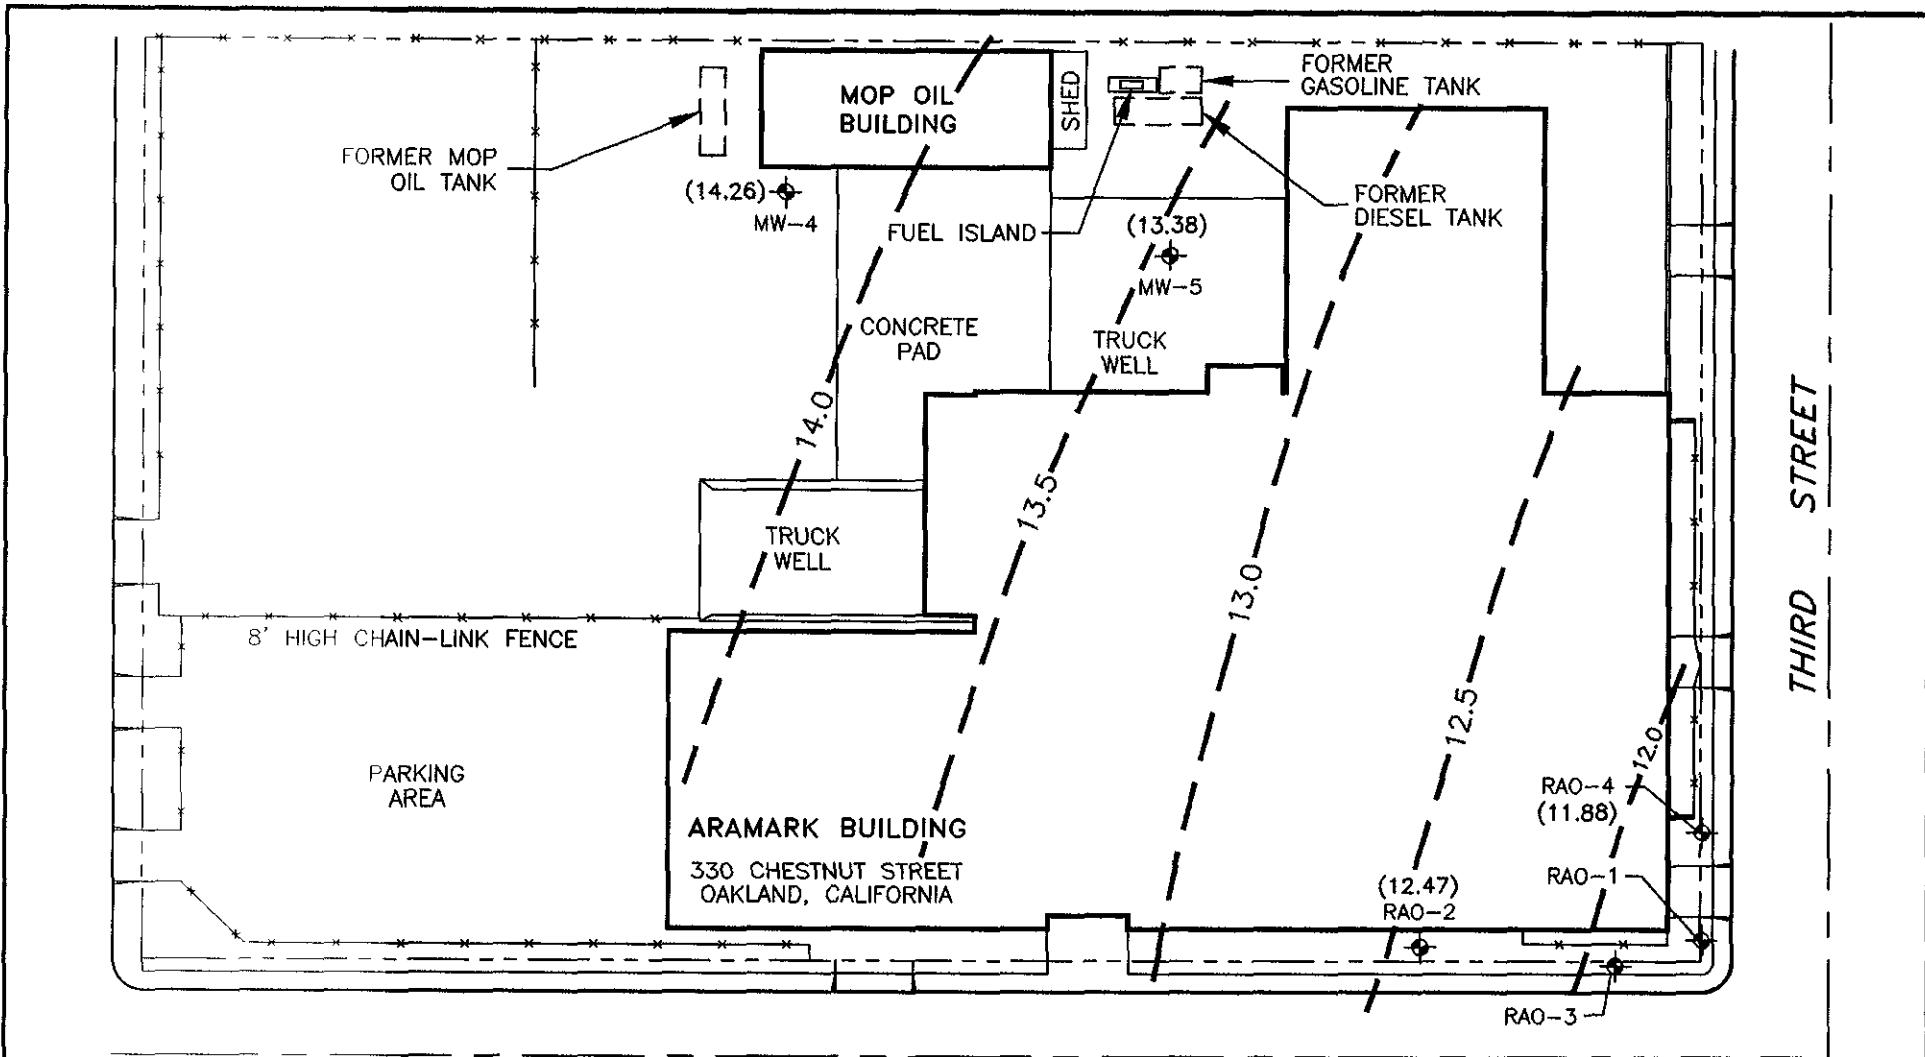 MOP OIL
BUILDING
SHED
FORMER
GASOLINE TANK
FORMER MOP
OIL TANK
(14.26)
MW-4
FUEL ISLAND
(13.38)
MW-5
FORMER
DIESEL TANK
CONCRETE
PAD
TRUCK
WELL
14.0
13.5
13.0
12.5
12.0
TRUCK
WELL
8' HIGH CHAIN-LINK FENCE
PARKING
AREA
ARAMARK BUILDING
330 CHESTNUT STREET
OAKLAND, CALIFORNIA
(12.47)
RAO-2
RAO-4
(11.88)
RAO-1
RAO-3
THIRD STREET